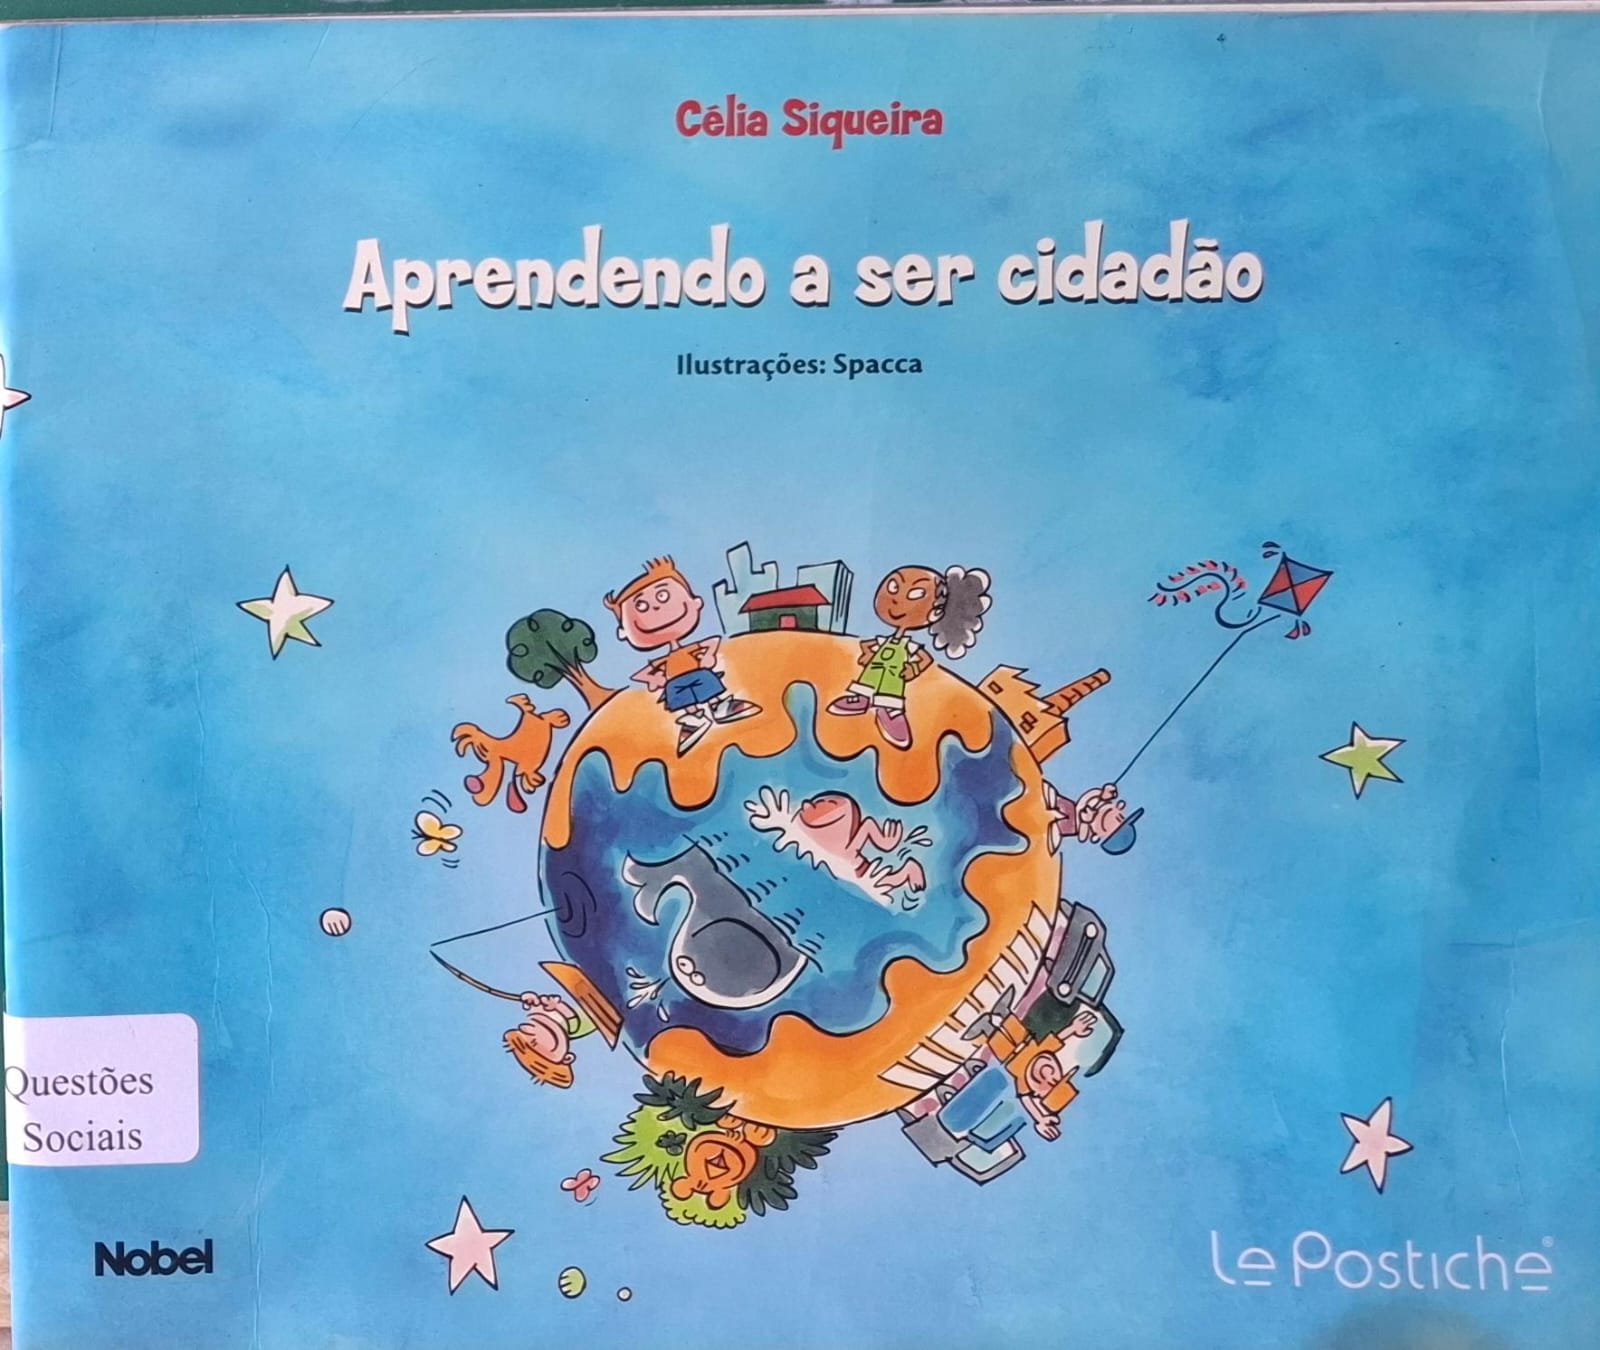 Célia Siqueira
Aprendendo a ser cidadão
Ilustrações: Spacca
Questões
Sociais
Nobel
Le Postiche®